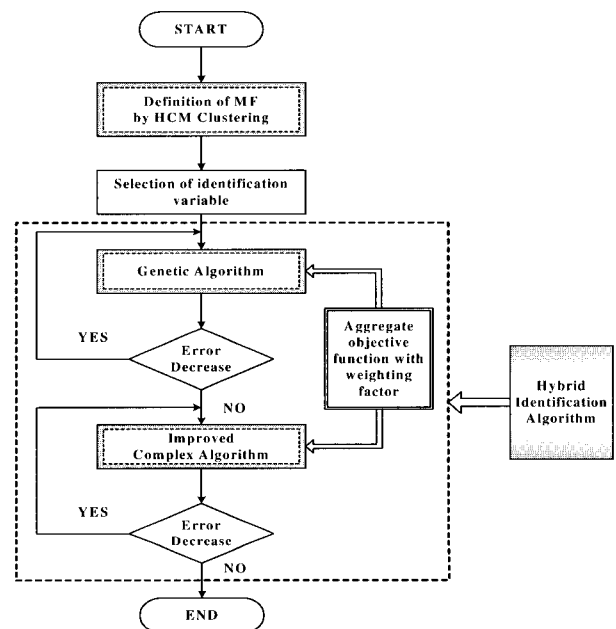 START
Definition of MF
by HCM Clustering
Selection of identification
variable
Genetic Algorithm
YES
Error
Decrease
Aggregate
objective
function with
weighting
factor
Hybrid
Identification
Algorithm
NO
Improved
Complex Algorithm
YES
Error
Decrease
NO
END